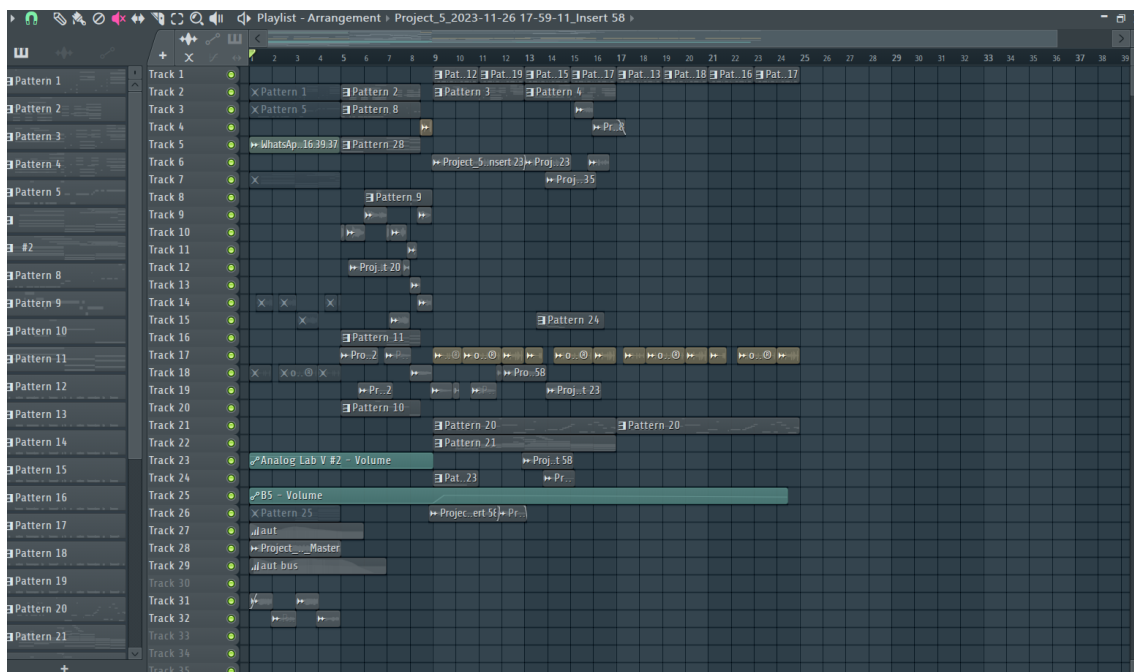 Playlist - Arrangement › Project_5_2023-11-26 17-59-11_Insert 58 ›
1 2 3 4 5 6 7 8 9 10 11 12 13 14 15 16 17 18 19 20 21 22 23 24 25 26 27 28 29 30 31 32 33 34 35 36 37 38 39
Pattern 1
Pattern 2
Pattern 3
Pattern 4
Pattern 5
#2
Pattern 8
Pattern 9
Pattern 10
Pattern 11
Pattern 12
Pattern 13
Pattern 14
Pattern 15
Pattern 16
Pattern 17
Pattern 18
Pattern 19
Pattern 20
Pattern 21
Track 1 Pat..12 Pat..19 Pat..15 Pat..17 Pat..13 Pat..18 Pat..16 Pat..17
Track 2 Pattern 1 Pattern 2 Pattern 3 Pattern 4
Track 3 Pattern 5 Pattern 8
Track 4
Track 5 WhatsAp..16:39:37 Pattern 28
Track 6 Project_5..nsert 23 Proj..23
Track 7 Proj..35
Track 8 Pattern 9
Track 9
Track 10
Track 11
Track 12 Proj..t 20
Track 13
Track 14
Track 15 Pattern 24
Track 16 Pattern 11
Track 17 Pro..2
Track 18 Pro..58
Track 19 Pr..2 Proj..t 23
Track 20 Pattern 10
Track 21 Pattern 20 Pattern 20
Track 22 Pattern 21
Track 23 Analog Lab V #2 - Volume Proj..t 58
Track 24 Pat..23 Pr..
Track 25 B5 - Volume
Track 26 Pattern 25 Projec..ert 58 Pr..
Track 27 aut
Track 28 Project_.._Master
Track 29 aut bus
Track 30
Track 31
Track 32
Track 33
Track 34
Track 35